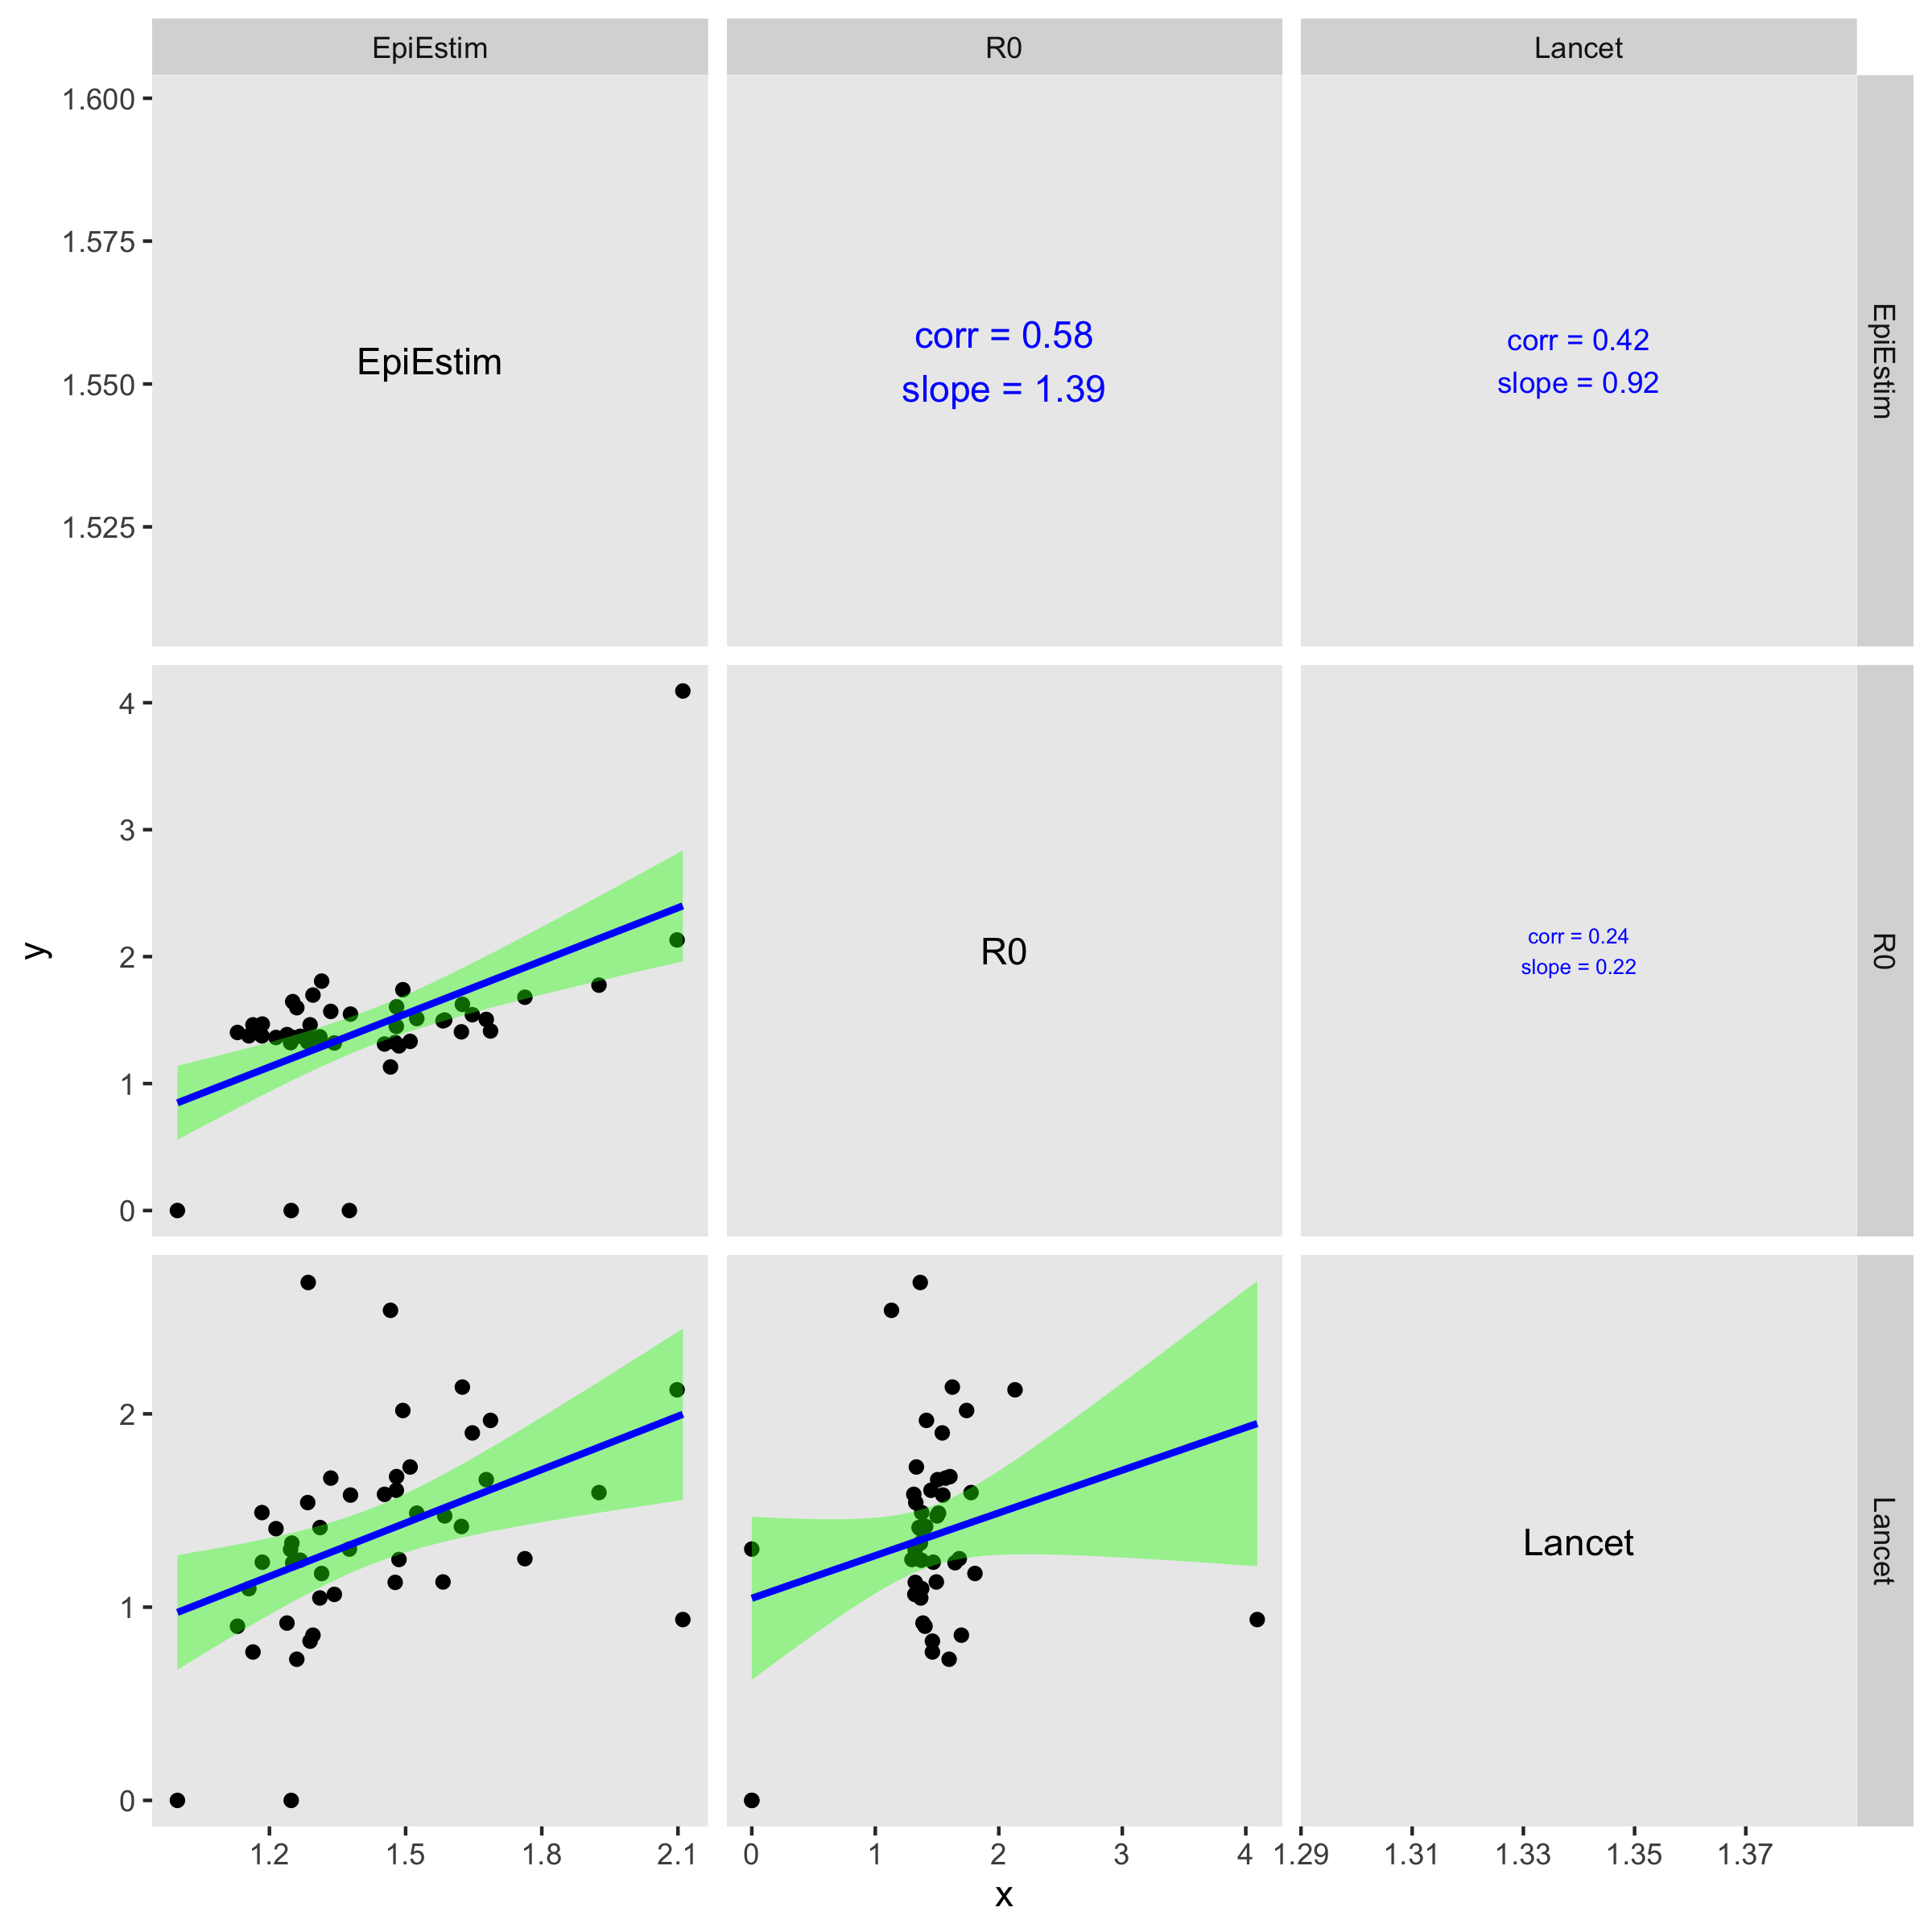 EpiEstim R0 Lancet
1.600
1.575
1.550
1.525
EpiEstim
corr = 0.58
slope = 1.39
corr = 0.42
slope = 0.92
EpiEstim
4
3
2
1
0
R0
corr = 0.24
slope = 0.22
R0
2
1
0
Lancet
Lancet
1.2 1.5 1.8 2.1 0 1 2 3 4 1.29 1.31 1.33 1.35 1.37
x
y